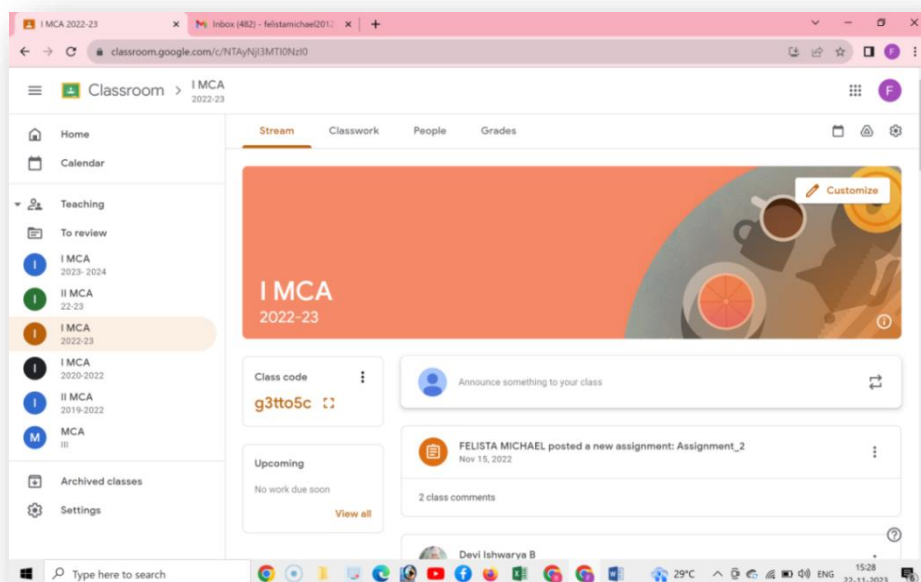 I MCA 2022-23
Inbox (482) - felistamichael201
classroom.google.com/c/NTAyNjI3MTI0NzI0
Classroom > I MCA
2022-23
F
Stream Classwork People Grades
Home
Calendar
Teaching
To review
I MCA
2023- 2024
II MCA
22-23
I MCA
2022-23
I MCA
2020-2022
II MCA
2019-2022
MCA
III
Archived classes
Settings
Customize
I MCA
2022-23
Class code
g3tto5c
Upcoming
No work due soon
View all
Announce something to your class
FELISTA MICHAEL posted a new assignment: Assignment_2
Nov 15, 2022
2 class comments
Devi Ishwarya B
Type here to search
29°C
ENG
15:28
22-11-2023